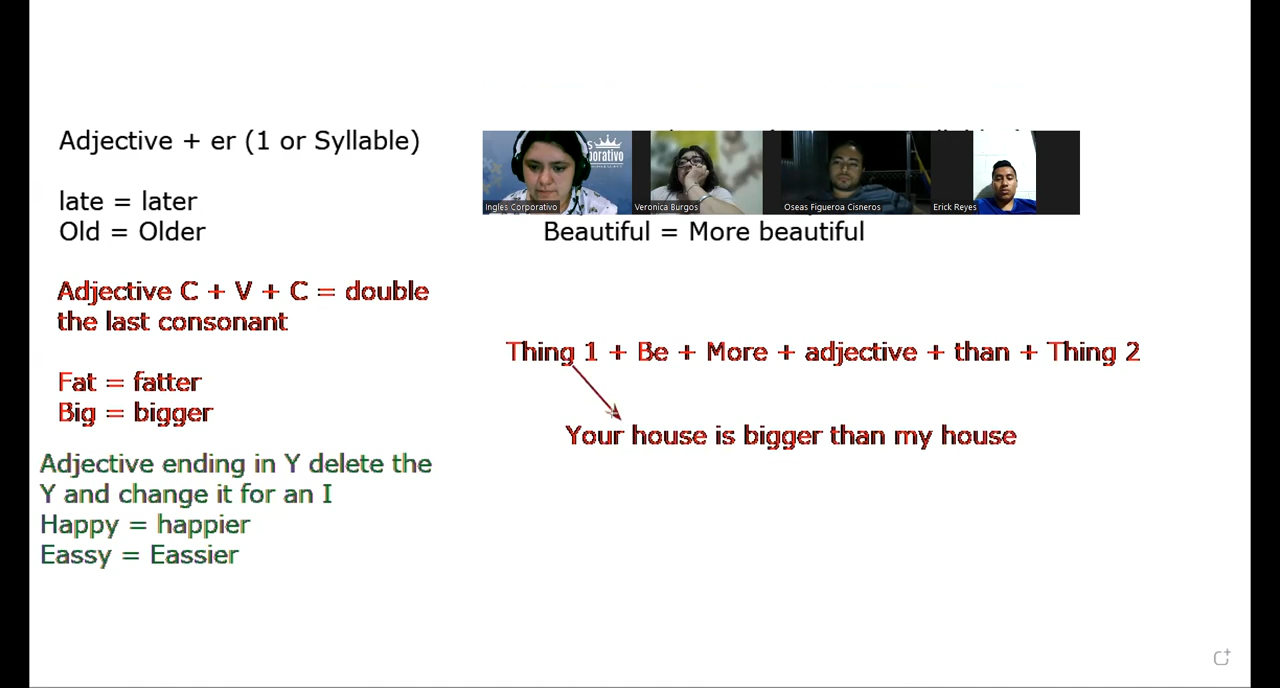 Adjective + er (1 or Syllable)
late = later
Old = Older
Adjective C + V + C = double
the last consonant
Fat = fatter
Big = bigger
Adjective ending in Y delete the
Y and change it for an I
Happy = happier
Eassy = Eassier
Ingles Corporativo
Veronica Burgos
Oseas Figueroa Cisneros
Erick Reyes
Beautiful = More beautiful
Thing 1 + Be + More + adjective + than + Thing 2
Your house is bigger than my house